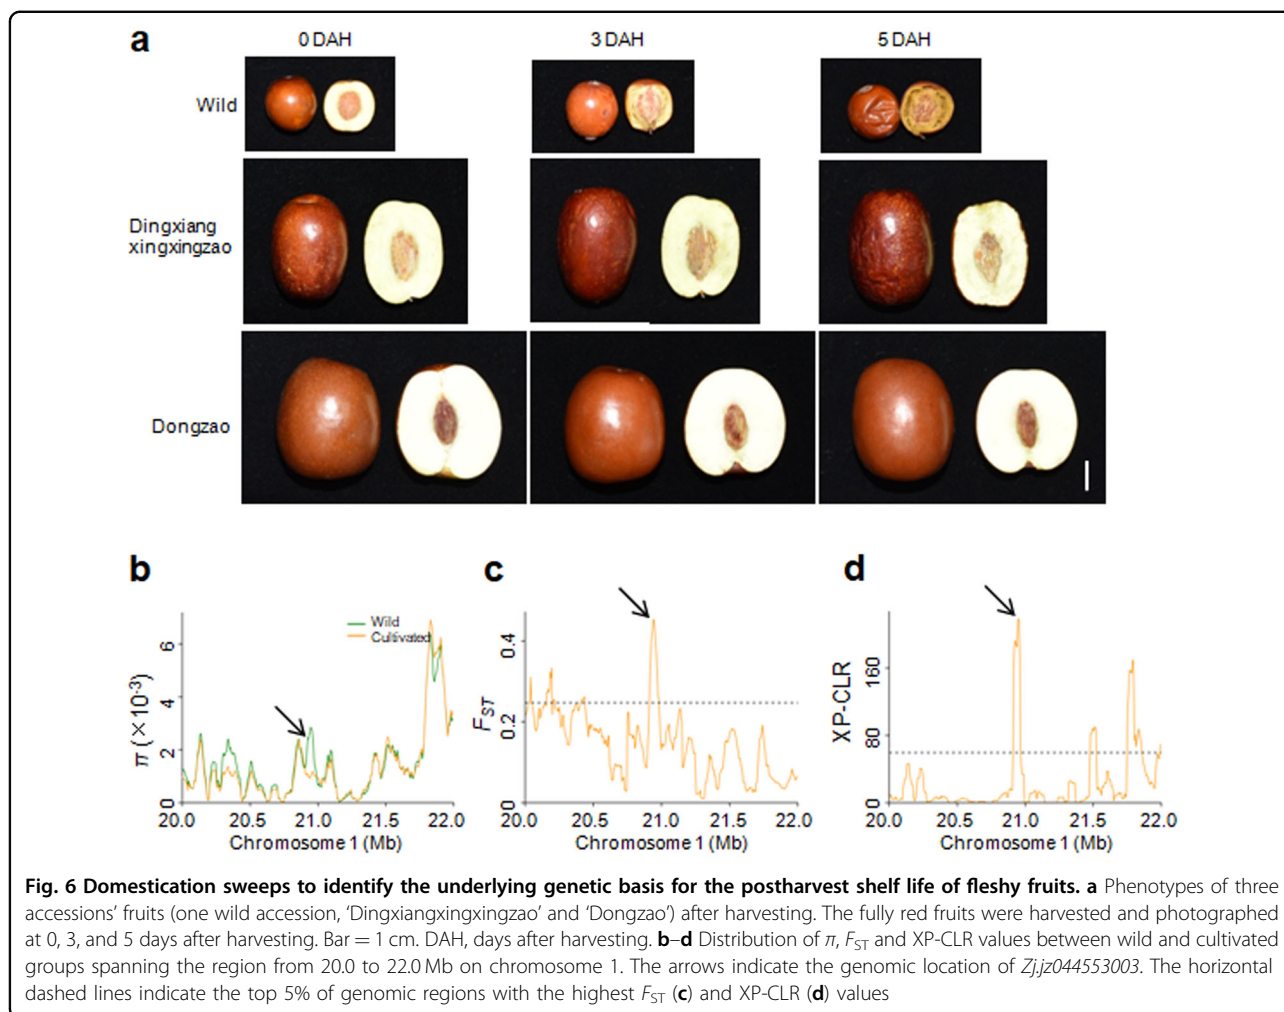 a
0 DAH 3 DAH 5 DAH
Wild
Dingxiang
xingxingzao
Dongzao
b
π (×10⁻³)
6
4
2
0
Wild
Cultivated
20.0 20.5 21.0 21.5 22.0
Chromosome 1 (Mb)
c
FST
0.4
0.2
0.0
20.0 20.5 21.0 21.5 22.0
Chromosome 1 (Mb)
d
XP-CLR
160
80
0
20.0 20.5 21.0 21.5 22.0
Chromosome 1 (Mb)
Fig. 6 Domestication sweeps to identify the underlying genetic basis for the postharvest shelf life of fleshy fruits. a Phenotypes of three
accessions’ fruits (one wild accession, ‘Dingxiangxingxingzao’ and ‘Dongzao’) after harvesting. The fully red fruits were harvested and photographed
at 0, 3, and 5 days after harvesting. Bar = 1 cm. DAH, days after harvesting. b–d Distribution of π, FST and XP-CLR values between wild and cultivated
groups spanning the region from 20.0 to 22.0 Mb on chromosome 1. The arrows indicate the genomic location of Zj.jz044553003. The horizontal
dashed lines indicate the top 5% of genomic regions with the highest FST (c) and XP-CLR (d) values